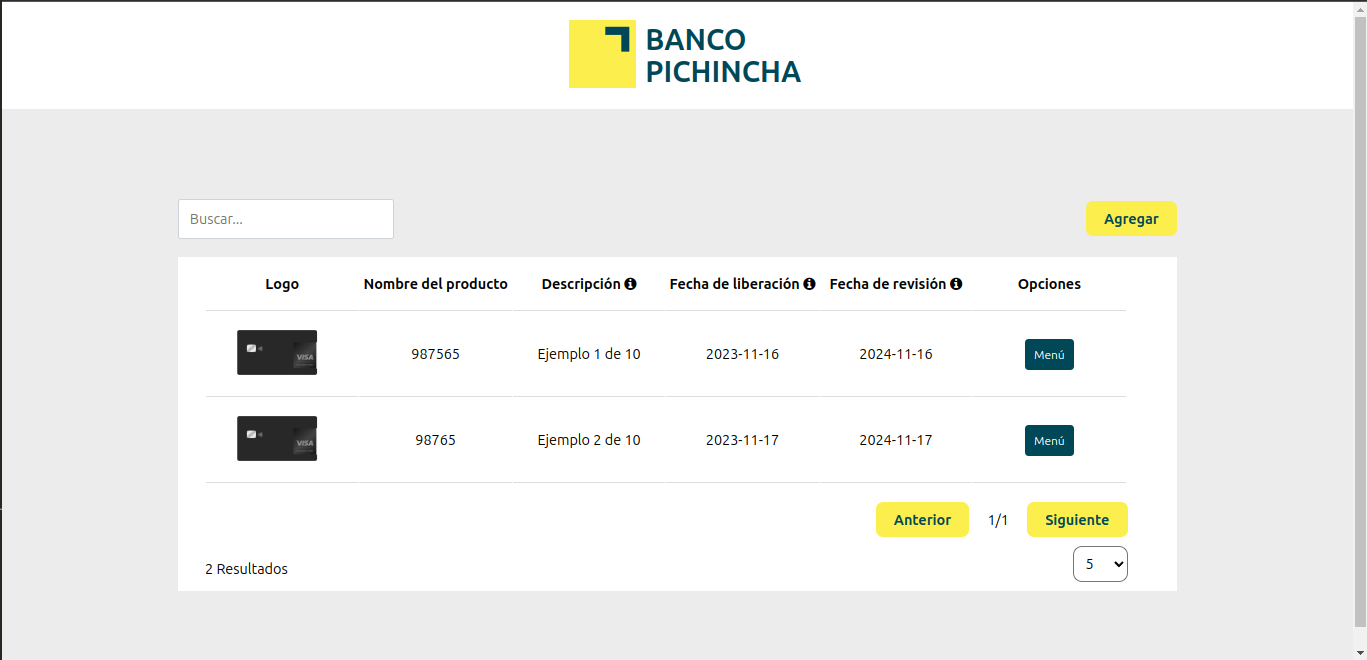 BANCO
PICHINCHA
Buscar...
Agregar
Logo Nombre del producto Descripción Fecha de liberación Fecha de revisión Opciones
VISA 987565 Ejemplo 1 de 10 2023-11-16 2024-11-16 Menú
VISA 98765 Ejemplo 2 de 10 2023-11-17 2024-11-17 Menú
Anterior 1/1 Siguiente
2 Resultados 5